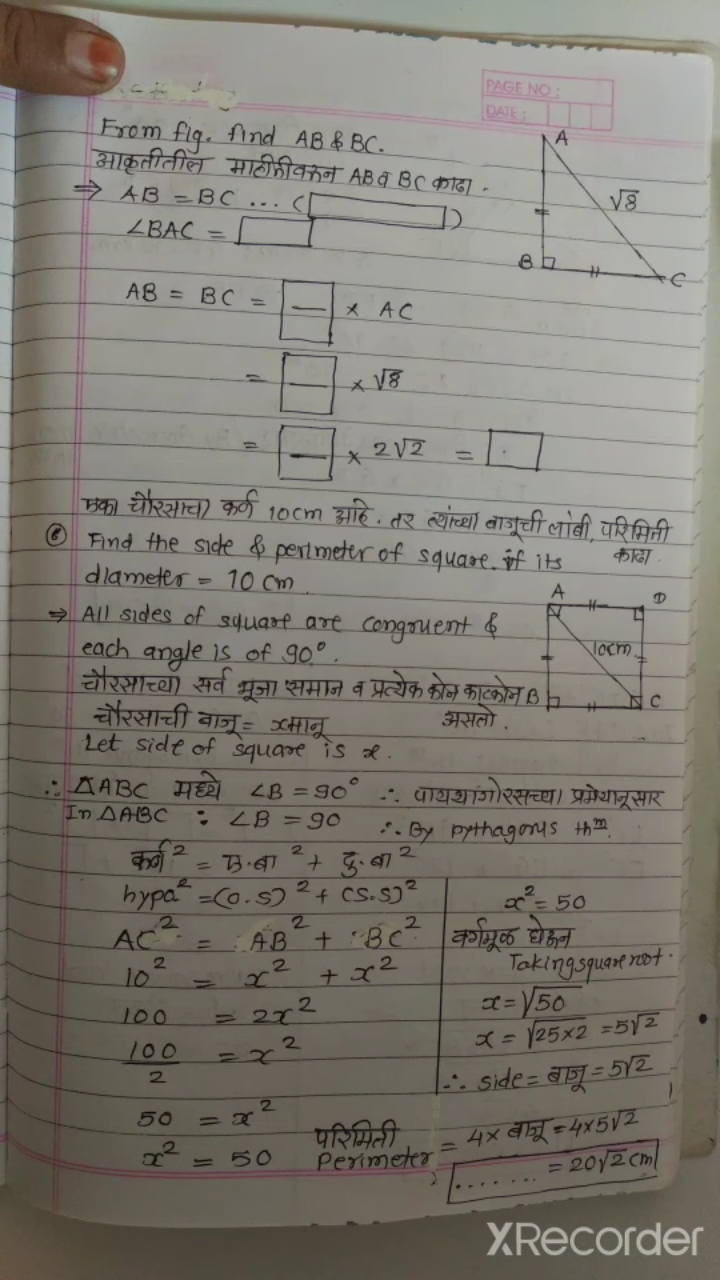 PAGE NO :
DATE :
From fig. find AB & BC.
आकृतीतील माहितीवरून AB व BC काढा.
⇒ AB = BC ... ( )
∠BAC =
AB = BC = — × AC
= — × √8
= — × 2√2 =
A
√8
B
C
एका चौरसाचा कर्ण 10cm आहे. तर त्यांच्या बाजूची लांबी, परिमिती काढा.
Find the side & perimeter of square. if its
diameter = 10 cm.
⇒ All sides of square are congruent &
each angle is of 90°.
चौरसाच्या सर्व भूजा समान व प्रत्येक कोन काटकोन असतो.
चौरसाची बाजू = x मानू
Let side of square is x.
A
D
10cm
B
C
∴ △ABC मध्ये ∠B = 90° ∴ पायथागोरसच्या प्रमेयानूसार
In △ABC : ∠B = 90 ∴ By pythagorus thm.
कर्ण² = प.बा² + दु.बा²
hypo² = (o.s)² + (s.s)²
AC² = AB² + BC²
10² = x² + x²
100 = 2x²
100/2 = x²
50 = x²
x² = 50
x² = 50
वर्गमूळ घेऊन
Taking square root.
x = √50
x = √25×2 = 5√2
∴ side = बाजू = 5√2
परिमिती
Perimeter = 4× बाजू = 4×5√2
....... = 20√2 cm
XRecorder